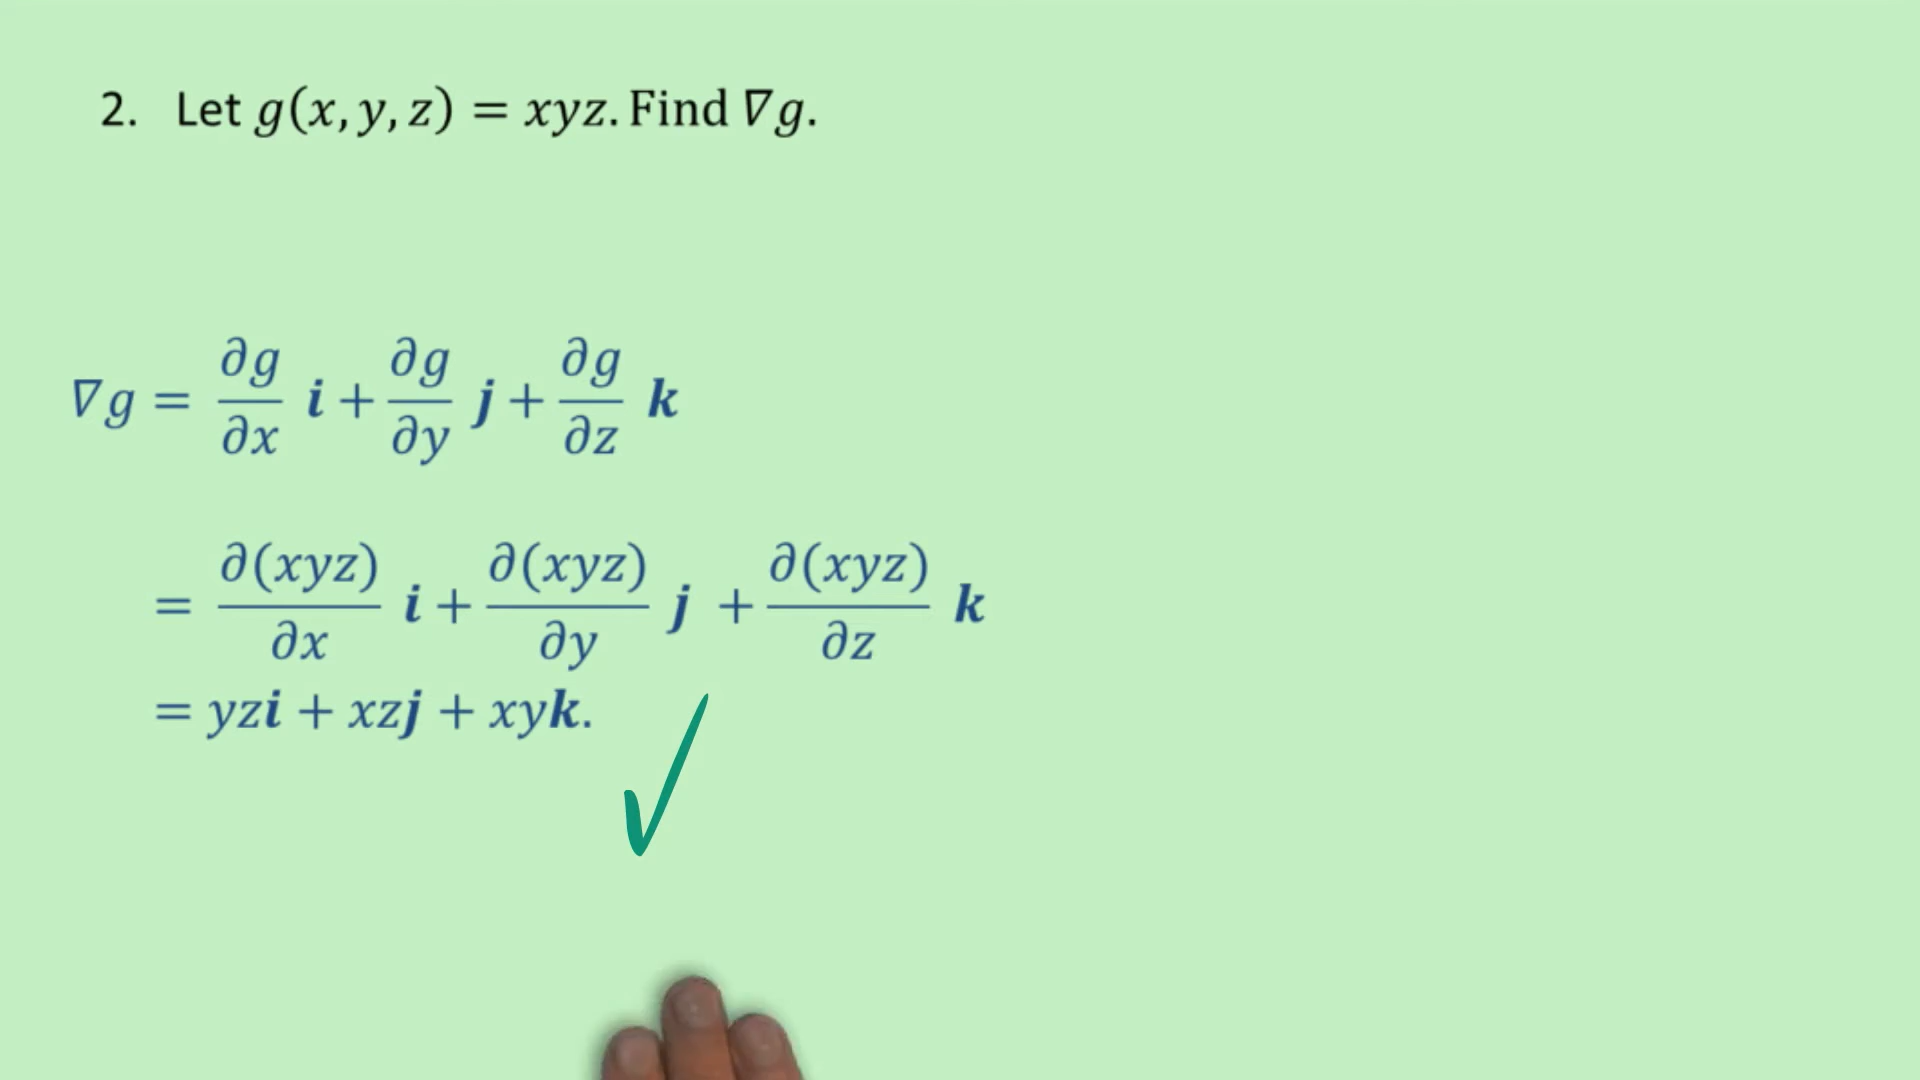 2. Let g(x, y, z) = xyz. Find ∇g.
∇g = ∂g/∂x i + ∂g/∂y j + ∂g/∂z k
= ∂(xyz)/∂x i + ∂(xyz)/∂y j + ∂(xyz)/∂z k
= yzi + xzj + xyk.